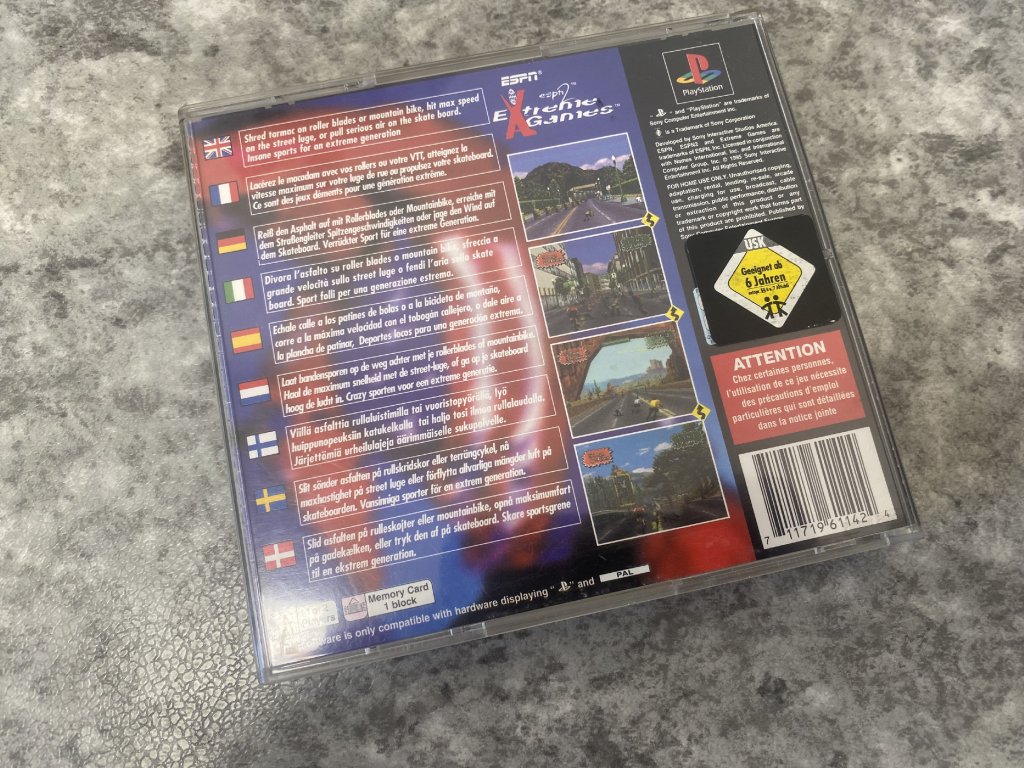 Shred tarmac on roller blades or mountain bike, hit max speed
on the street luge, or pull serious air on the skate board.
Insane sports for an extreme generation
Lacérez le macadam avec vos rollers ou votre VTT, atteignez la
vitesse maximum sur votre luge de rue ou propulsez votre skateboard.
Ce sont des jeux déments pour une génération extrême.
Reiß den Asphalt auf mit Rollerblades oder Mountainbike, erreiche mit
dem Straßengleiter Spitzengeschwindigkeiten oder jage den Wind auf
dem Skateboard. Verrückter Sport für eine extreme Generation.
Divora l'asfalto su roller blades o mountain bike, sfreccia a
grande velocità sullo street luge o fendi l'aria sullo skate
board. Sport folli per una generazione estrema.
Echale calle a los patines de bolas o a la bicicleta de montaña,
corre a la máxima velocidad con el tobogán callejero, o dale aire a
la plancha de patinar, Deportes locos para una generación extrema.
Laat bandensporen op de weg achter met je rollerblades of mountainbike.
Haal de maximum snelheid met de street-luge, of ga op je skateboard
hoog de lucht in. Crazy sporten voor een extreme generatie.
Viillä asfalttia rullaluistimilla tai vuoristopyörällä, lyö
huippunopeuksiin katukelkalla tai halio tosi ilmaa rullalaudalla.
Järjettömiä urheilulajeja äärimmäiselle sukupolvelle.
Slit sönder asfalten på rullskridskor eller terrängcykel, nå
maxhastighet på street luge eller förflytta allvarliga mängder luft på
skateboarden. Vansinniga sporter för en extrem generation.
Slid asfalten på rulleskøjter eller mountainbike, opnå maksimumfart
på gadekælken, eller tryk den af på skateboard. Skare sportsgrene
til en ekstrem generation.
Memory Card
1 block
is only compatible with hardware displaying " " and PAL
ESPN
espn2
Extreme
Games™
PlayStation
- and "PlayStation" are trademarks of
Sony Computer Entertainment Inc.
is a Trademark of Sony Corporation
Developed by Sony Interactive Studios America
ESPN, ESPN2 and Extreme Games are
trademarks of ESPN, Inc. Licensed in conjunction
with Names International, Inc. and International
Computer Group, Inc. © 1995 Sony Interactive
Entertainment Inc. All Rights Reserved.
FOR HOME USE ONLY. Unauthorised copying,
adaptation, rental, lending, re-sale, arcade
use, charging for use, broadcast, cable
transmission, public performance, distribution
or extraction of this product or any
trademark or copyright work that forms part
of this product are prohibited. Published by
Sony Computer Entertainment
USK
Geeignet ab
6 Jahren
ATTENTION
Chez certaines personnes,
l'utilisation de ce jeu nécessite
des précautions d'emploi
particulières qui sont détaillées
dans la notice jointe
7 11719 61142 4